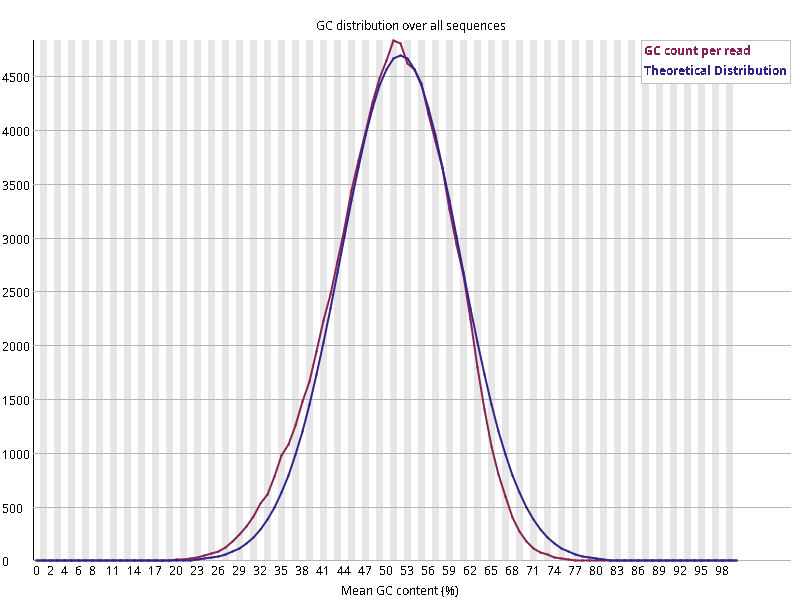 GC distribution over all sequences
GC count per read
Theoretical Distribution
4500
4000
3500
3000
2500
2000
1500
1000
500
0
0 2 4 6 8 11 14 17 20 23 26 29 32 35 38 41 44 47 50 53 56 59 62 65 68 71 74 77 80 83 86 89 92 95 98
Mean GC content (%)